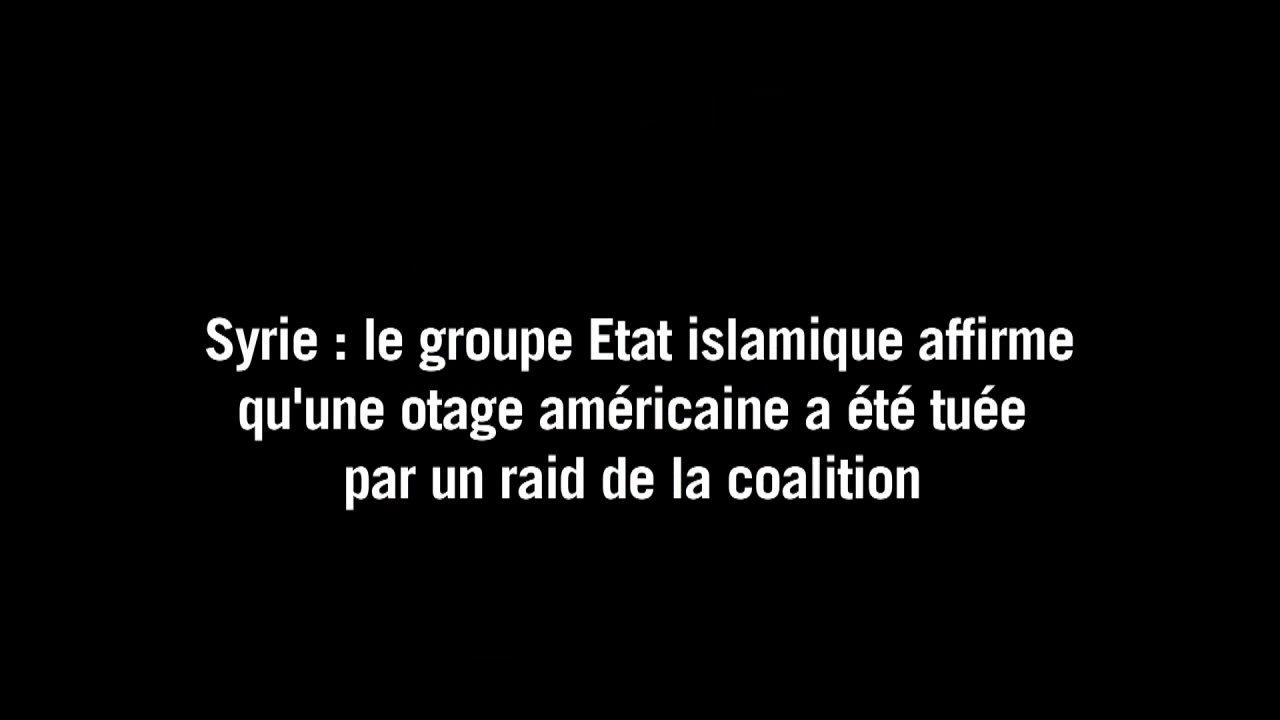 Syrie : le groupe Etat islamique affirme
qu'une otage américaine a été tuée
par un raid de la coalition